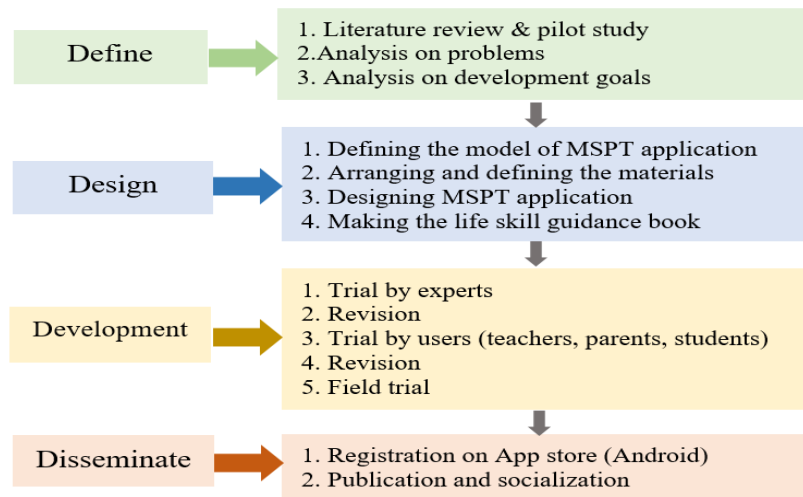 Define
1. Literature review & pilot study
2.Analysis on problems
3. Analysis on development goals
Design
1. Defining the model of MSPT application
2. Arranging and defining the materials
3. Designing MSPT application
4. Making the life skill guidance book
Development
1. Trial by experts
2. Revision
3. Trial by users (teachers, parents, students)
4. Revision
5. Field trial
Disseminate
1. Registration on App store (Android)
2. Publication and socialization